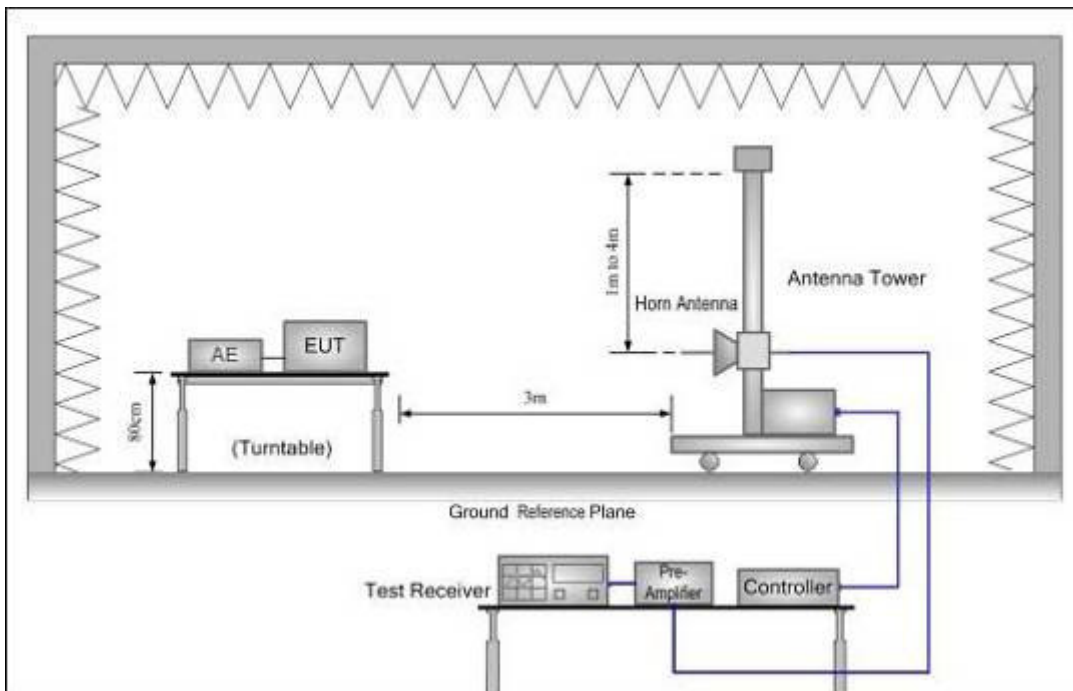 1m to 4m
Horn Antenna
Antenna Tower
AE
EUT
80cm
(Turntable)
3m
Ground Reference Plane
Test Receiver
Pre-
Amplifier
Controller